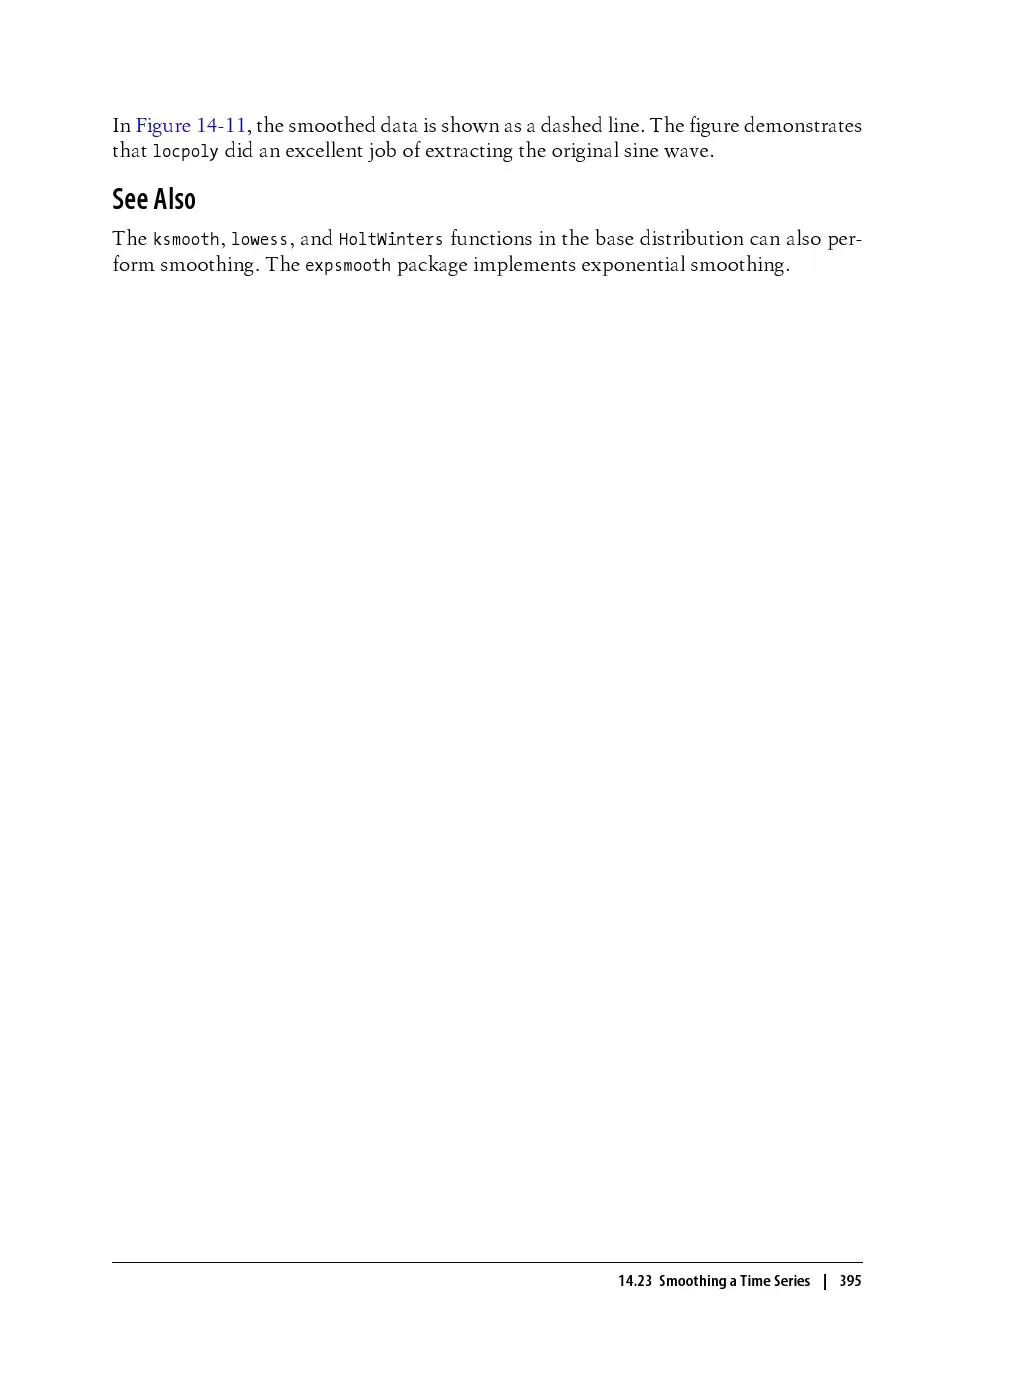 In Figure 14-11, the smoothed data is shown as a dashed line. The figure demonstrates
that locpoly did an excellent job of extracting the original sine wave.
See Also
The ksmooth, lowess, and HoltWinters functions in the base distribution can also per-
form smoothing. The expsmooth package implements exponential smoothing.
14.23 Smoothing a Time Series | 395